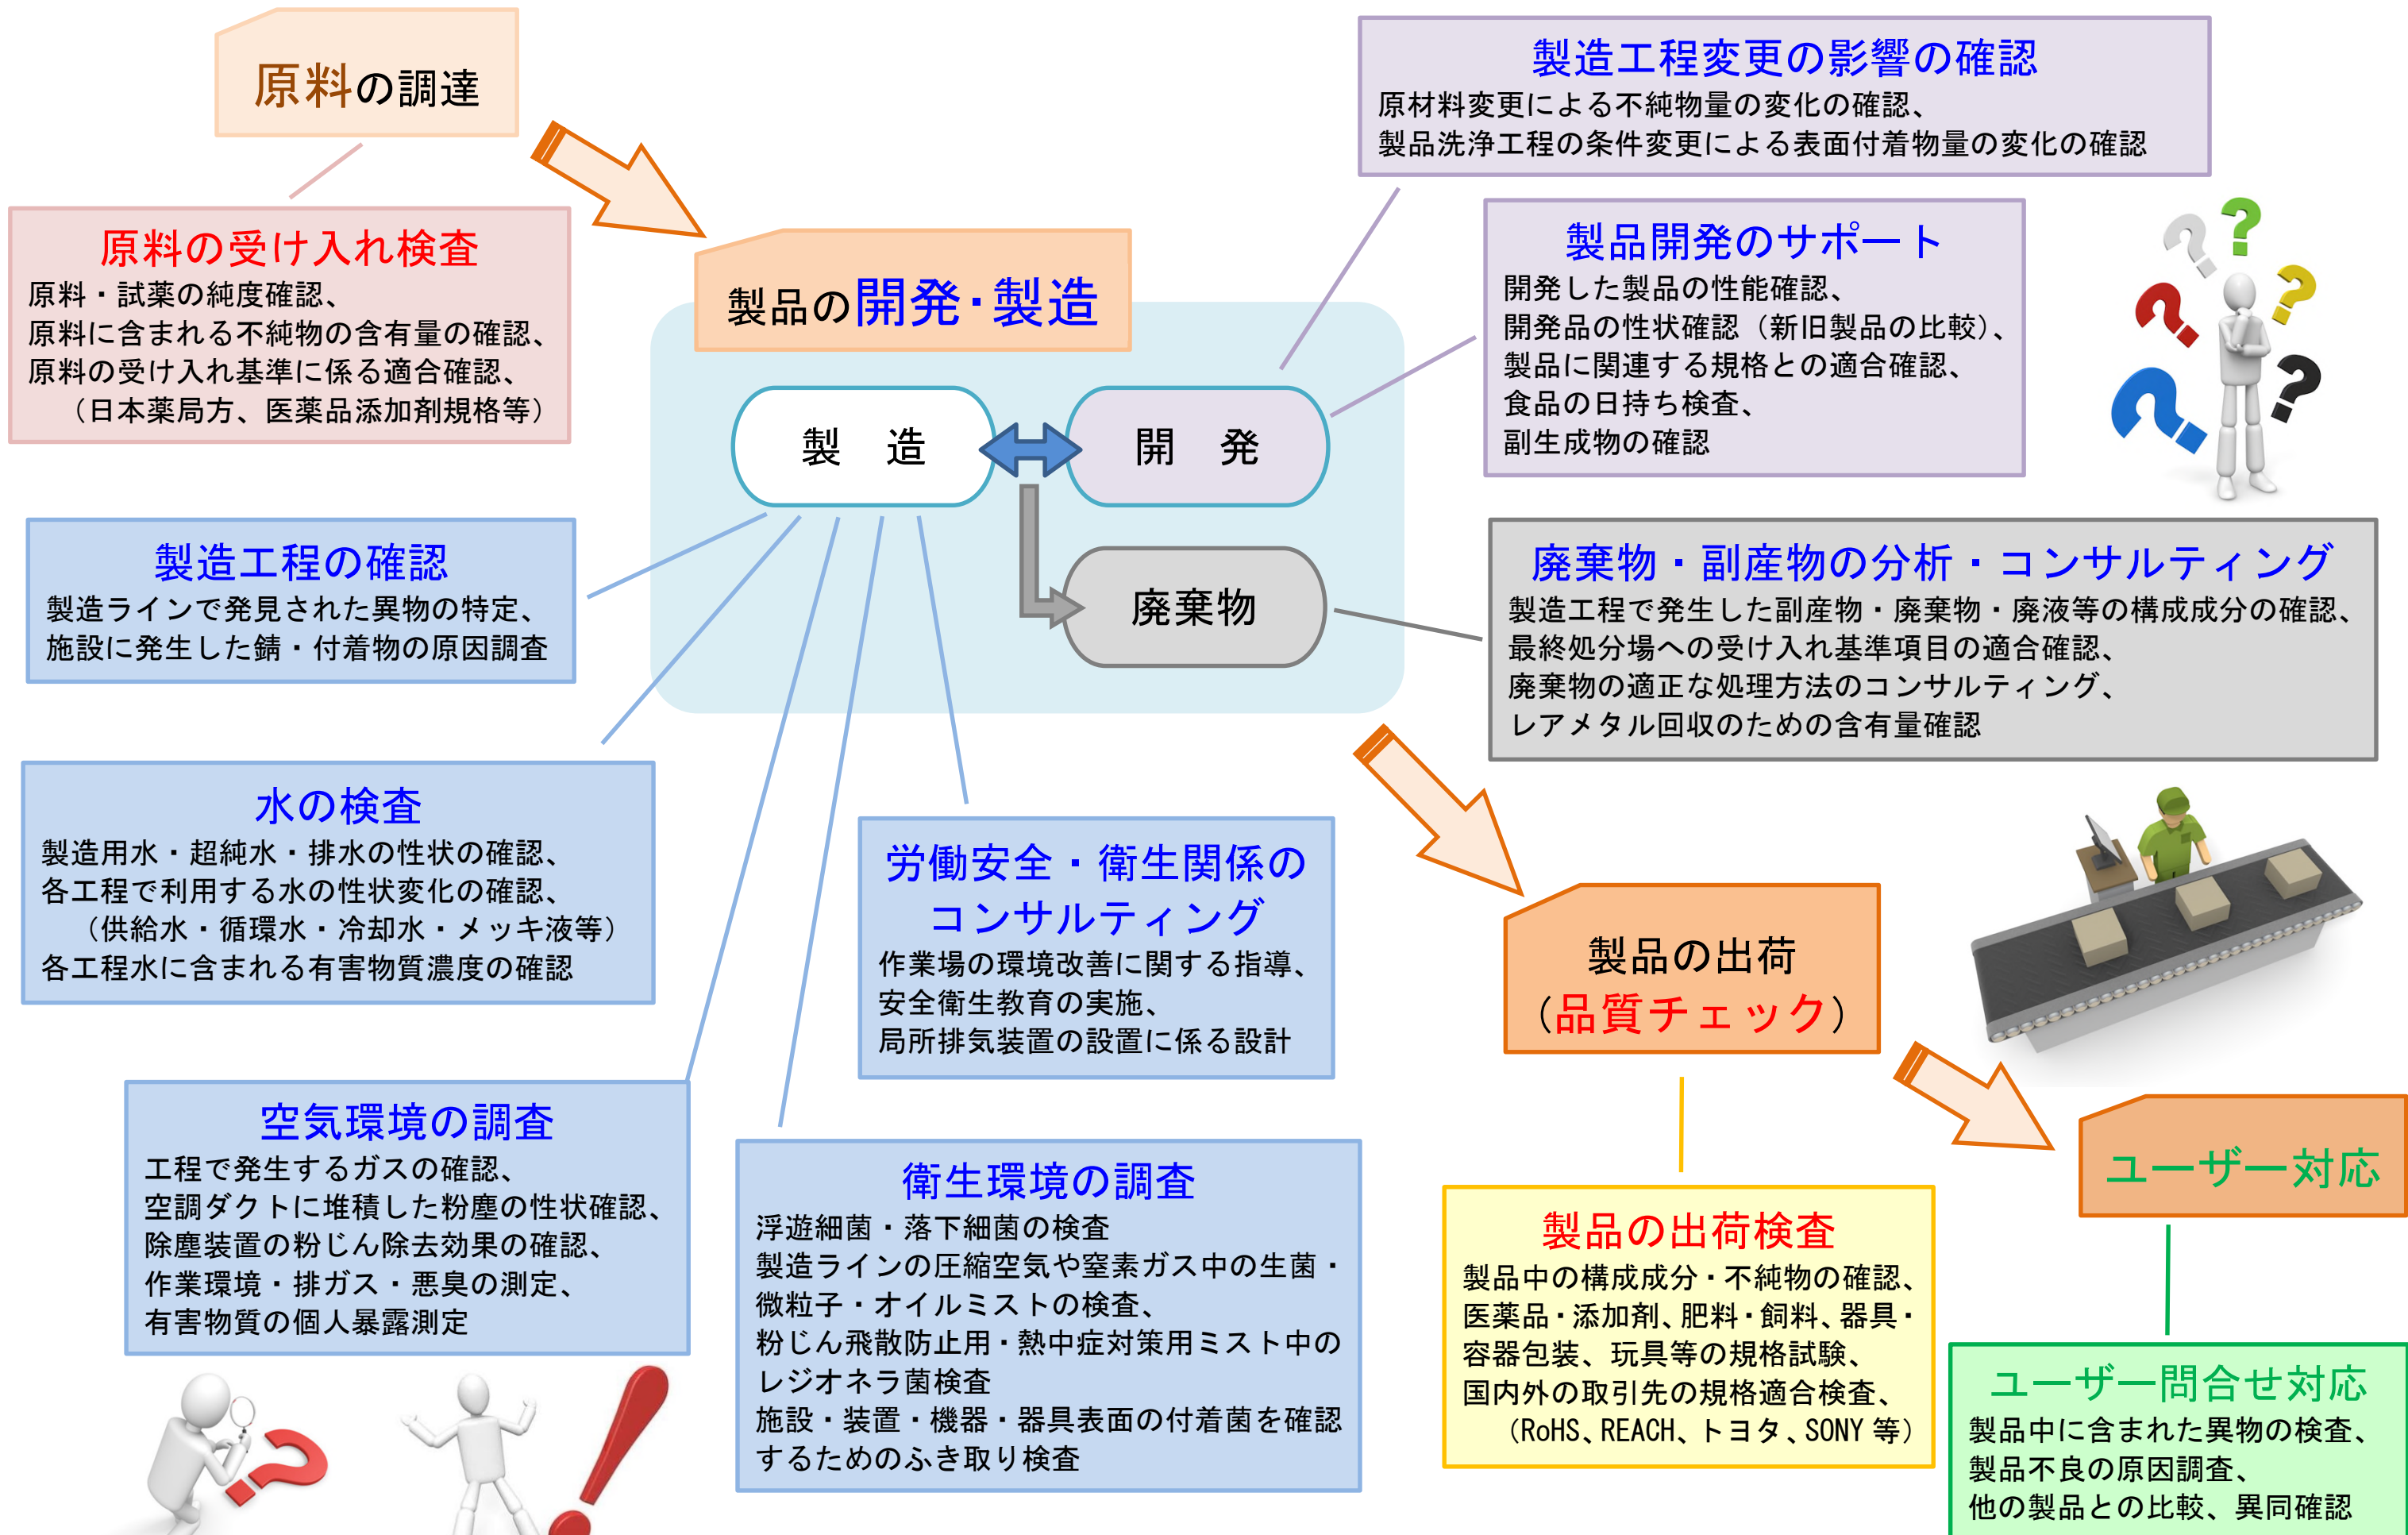 原料の調達
原料の受け入れ検査
原料・試薬の純度確認、
原料に含まれる不純物の含有量の確認、
原料の受け入れ基準に係る適合確認、
（日本薬局方、医薬品添加剤規格等）
製品の開発・製造
製　造
開　発
廃棄物
製造工程変更の影響の確認
原材料変更による不純物量の変化の確認、
製品洗浄工程の条件変更による表面付着物量の変化の確認
製品開発のサポート
開発した製品の性能確認、
開発品の性状確認（新旧製品の比較）、
製品に関連する規格との適合確認、
食品の日持ち検査、
副生成物の確認
廃棄物・副産物の分析・コンサルティング
製造工程で発生した副産物・廃棄物・廃液等の構成成分の確認、
最終処分場への受け入れ基準項目の適合確認、
廃棄物の適正な処理方法のコンサルティング、
レアメタル回収のための含有量確認
製造工程の確認
製造ラインで発見された異物の特定、
施設に発生した錆・付着物の原因調査
水の検査
製造用水・超純水・排水の性状の確認、
各工程で利用する水の性状変化の確認、
（供給水・循環水・冷却水・メッキ液等）
各工程水に含まれる有害物質濃度の確認
空気環境の調査
工程で発生するガスの確認、
空調ダクトに堆積した粉塵の性状確認、
除塵装置の粉じん除去効果の確認、
作業環境・排ガス・悪臭の測定、
有害物質の個人暴露測定
労働安全・衛生関係の
コンサルティング
作業場の環境改善に関する指導、
安全衛生教育の実施、
局所排気装置の設置に係る設計
衛生環境の調査
浮遊細菌・落下細菌の検査
製造ラインの圧縮空気や窒素ガス中の生菌・
微粒子・オイルミストの検査、
粉じん飛散防止用・熱中症対策用ミスト中の
レジオネラ菌検査
施設・装置・機器・器具表面の付着菌を確認
するためのふき取り検査
製品の出荷
（品質チェック）
製品の出荷検査
製品中の構成成分・不純物の確認、
医薬品・添加剤、肥料・飼料、器具・
容器包装、玩具等の規格試験、
国内外の取引先の規格適合検査、
（RoHS、REACH、トヨタ、SONY 等）
ユーザー対応
ユーザー問合せ対応
製品中に含まれた異物の検査、
製品不良の原因調査、
他の製品との比較、異同確認